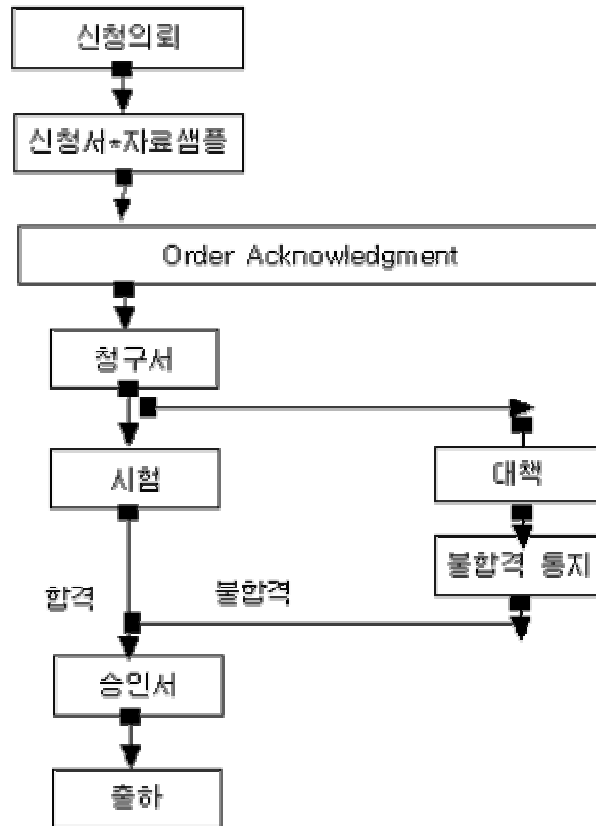 신청의뢰
신청서*자료샘플
Order Acknowledgment
청구서
시험
대책
불합격 통지
합격
불합격
승인서
출하